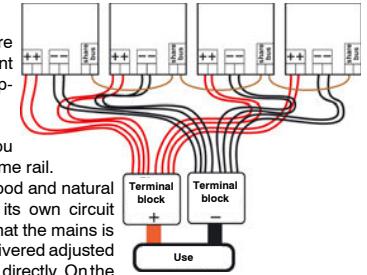 ++ -- share bus ++ -- share bus ++ -- share bus ++ -- share bus
re
nt
p-
ou
me rail.
ood and natural
its own circuit
hat the mains is
ivered adjusted
directly. On the
Terminal
block
+
Terminal
block
−
Use